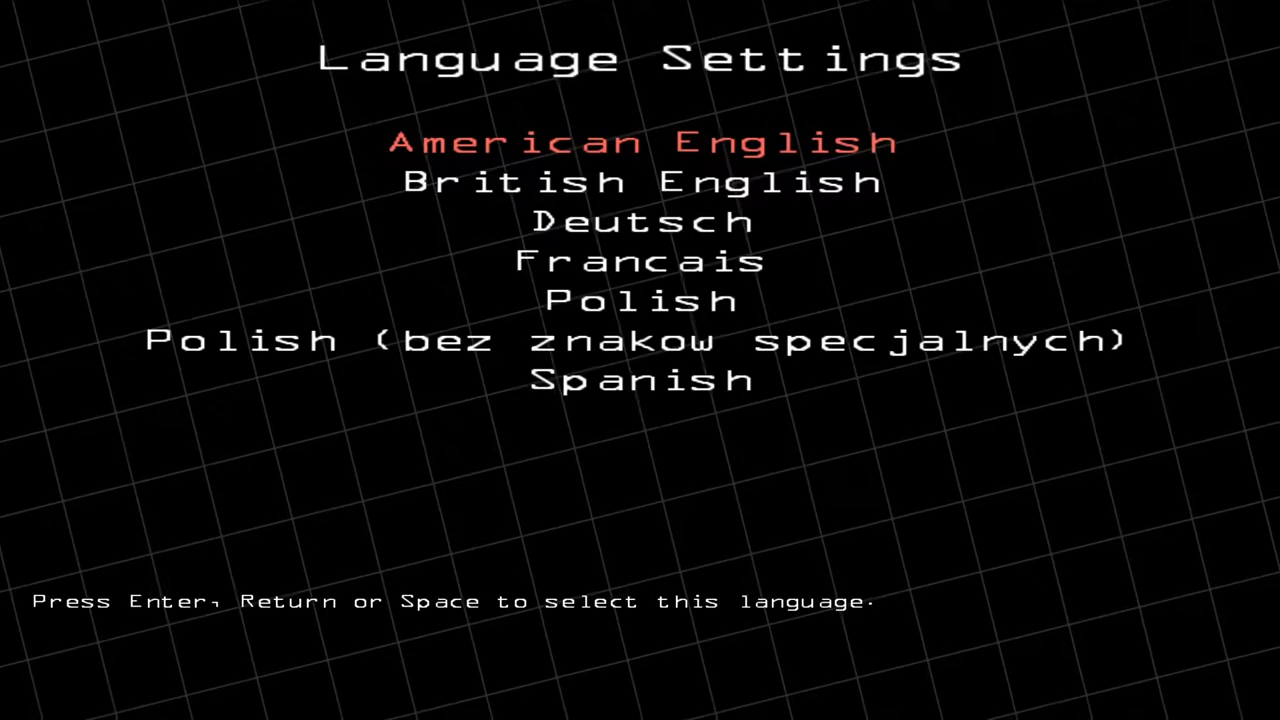 Language Settings
American English
British English
Deutsch
Francais
Polish
Polish (bez znakow specjalnych)
Spanish
Press Enter, Return or Space to select this language.